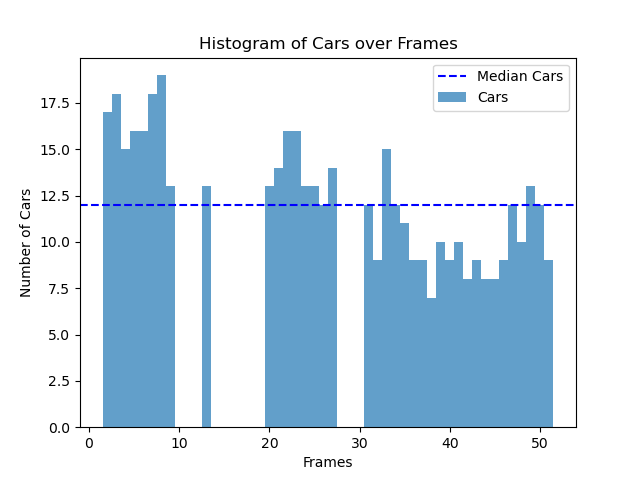 Histogram of Cars over Frames
Median Cars
Cars
17.5
15.0
12.5
10.0
7.5
5.0
2.5
0.0
Number of Cars
0 10 20 30 40 50
Frames